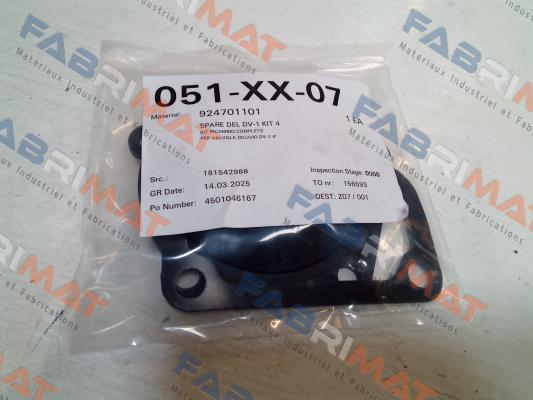 051-XX-07
Material: 924701101 1 EA
SPARE DEL DV-1 KIT 4
KIT RICAMBIO COMPLETO
PER VALVOLA DILUVIO DV-1 4"
Src.: 181542988 Inspection Stage: 0000
GR Date: 14.03.2025 TO nr: 156593
Po Number: 4501046167 DEST: Z07 / 001
FABRIMAT
Materiaux Industriel et Fabrications